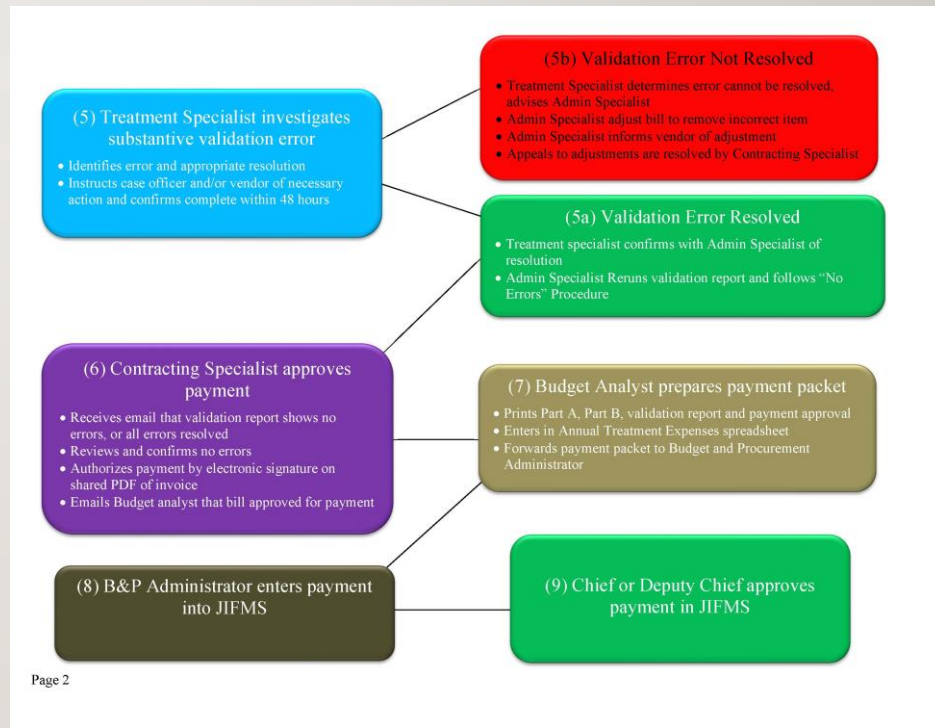 (5) Treatment Specialist investigates
substantive validation error
• Identifies error and appropriate resolution
• Instructs case officer and/or vendor of necessary
action and confirms complete within 48 hours
(5b) Validation Error Not Resolved
• Treatment Specialist determines error cannot be resolved,
advises Admin Specialist
• Admin Specialist adjust bill to remove incorrect item
• Admin Specialist informs vendor of adjustment
• Appeals to adjustments are resolved by Contracting Specialist
(5a) Validation Error Resolved
• Treatment specialist confirms with Admin Specialist of
resolution
• Admin Specialist Reruns validation report and follows “No
Errors” Procedure
(6) Contracting Specialist approves
payment
• Receives email that validation report shows no
errors, or all errors resolved
• Reviews and confirms no errors
• Authorizes payment by electronic signature on
shared PDF of invoice
• Emails Budget analyst that bill approved for payment
(7) Budget Analyst prepares payment packet
• Prints Part A, Part B, validation report and payment approval
• Enters in Annual Treatment Expenses spreadsheet
• Forwards payment packet to Budget and Procurement
Administrator
(8) B&P Administrator enters payment
into JIFMS
(9) Chief or Deputy Chief approves
payment in JIFMS
Page 2